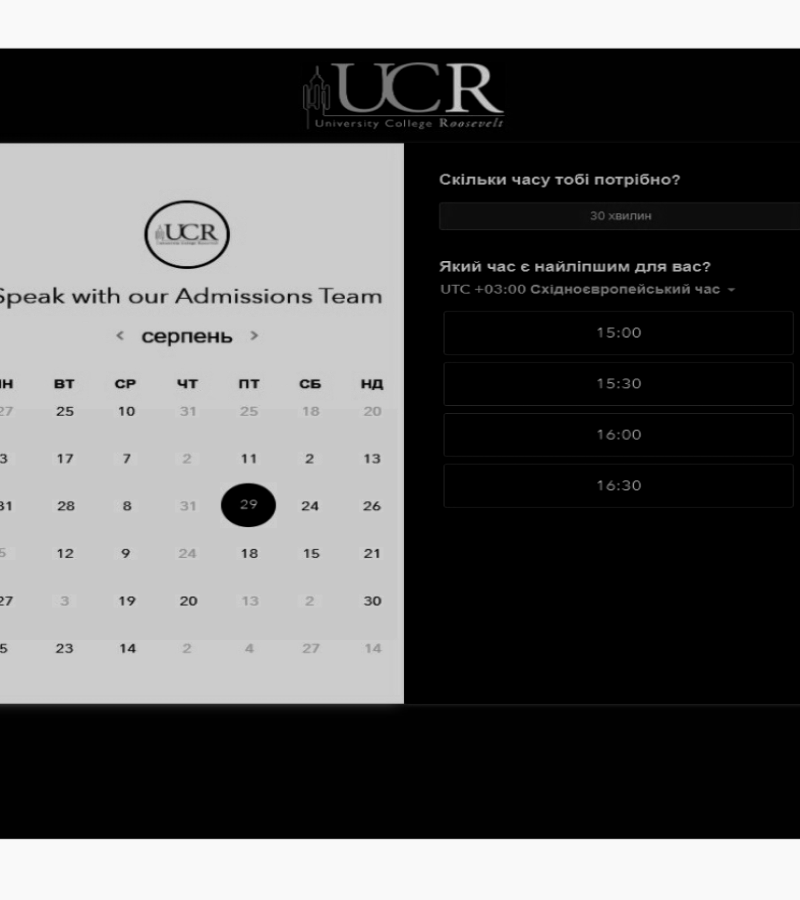 UCR
University College Roosevelt
UCR
Speak with our Admissions Team
< серпень >
ПН ВТ СР ЧТ ПТ СБ НД
27 25 10 31 25 18 20
3 17 7 2 11 2 13
31 28 8 31 29 24 26
5 12 9 24 18 15 21
27 3 19 20 13 2 30
5 23 14 2 4 27 14
Скільки часу тобі потрібно?
30 хвилин
Який час є найліпшим для вас?
UTC +03:00 Східноєвропейський час
15:00
15:30
16:00
16:30